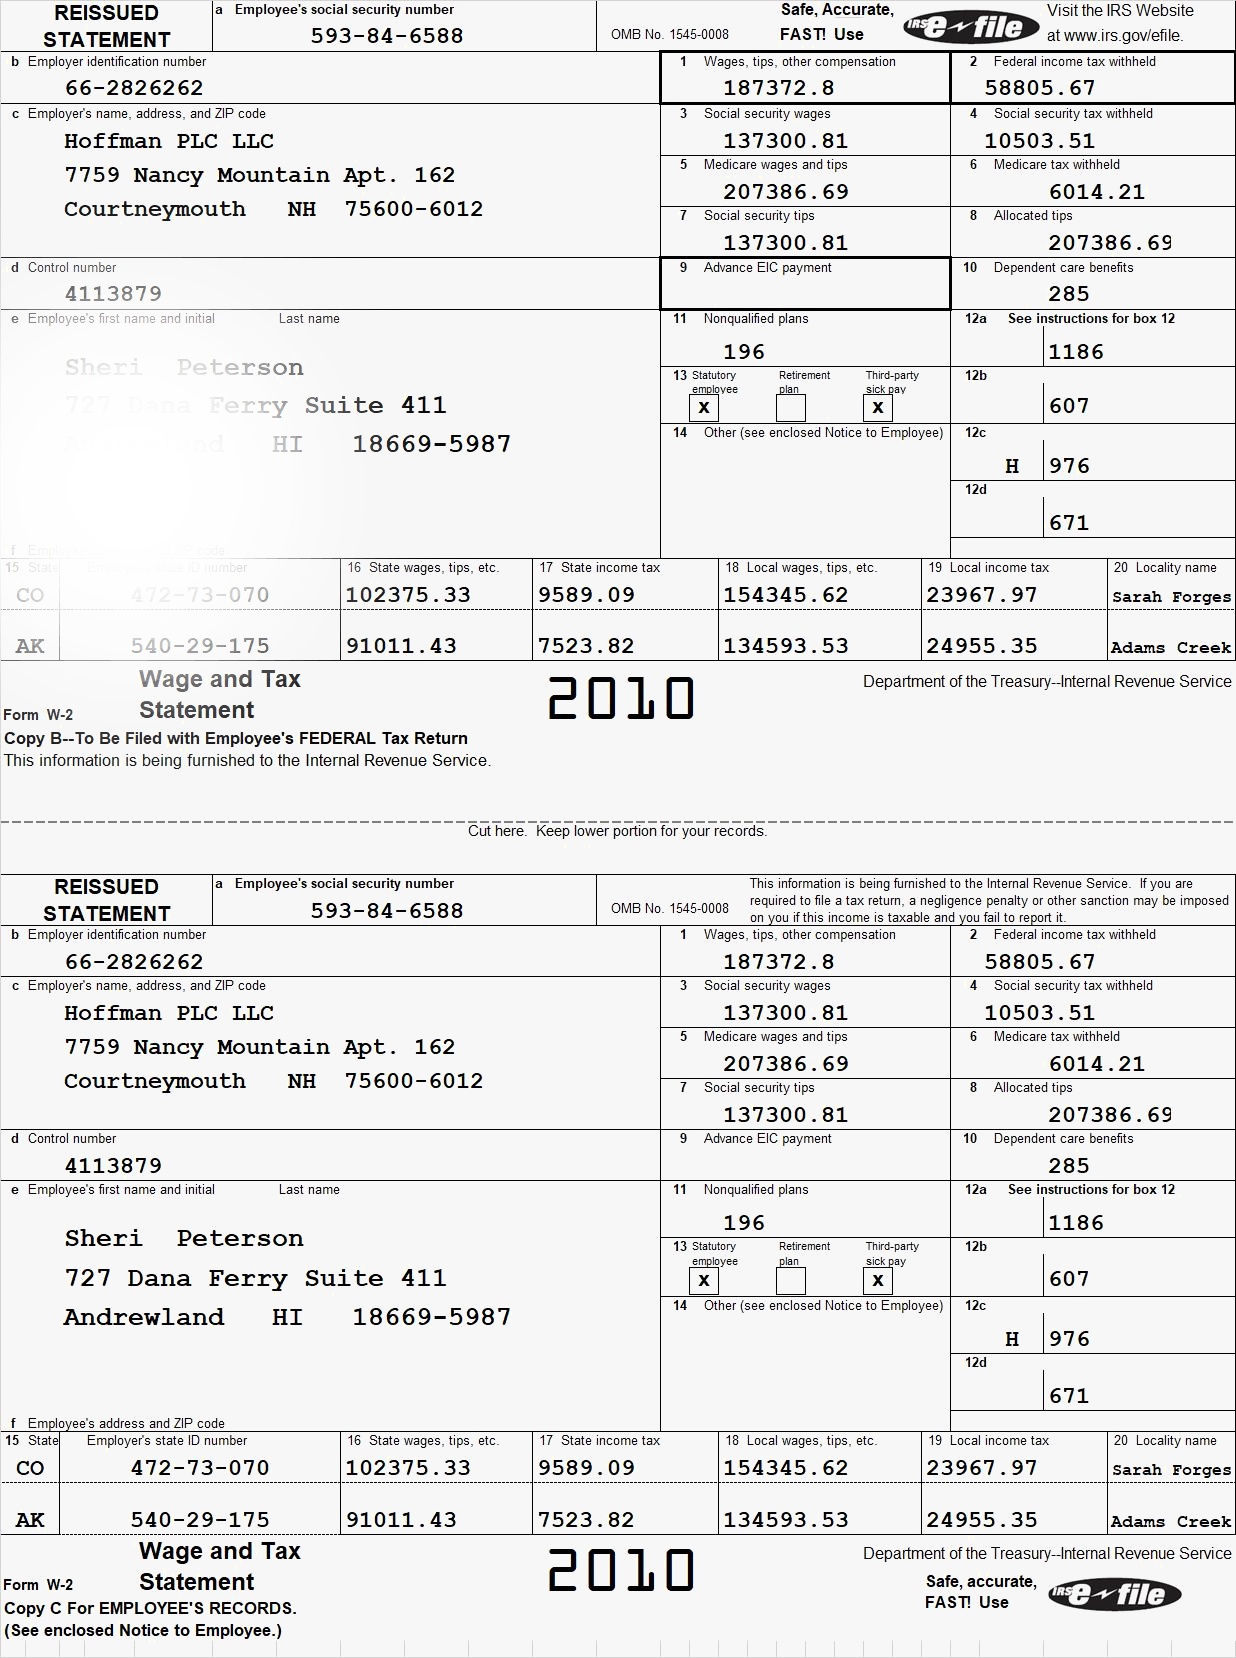 REISSUED STATEMENT
a Employee's social security number
593-84-6588
OMB No. 1545-0008
Safe, Accurate, FAST! Use
IRS e-file
Visit the IRS Website at www.irs.gov/efile.
b Employer identification number
66-2826262
1 Wages, tips, other compensation
187372.8
2 Federal income tax withheld
58805.67
c Employer's name, address, and ZIP code
Hoffman PLC LLC
7759 Nancy Mountain Apt. 162
Courtneymouth NH 75600-6012
3 Social security wages
137300.81
4 Social security tax withheld
10503.51
5 Medicare wages and tips
207386.69
6 Medicare tax withheld
6014.21
7 Social security tips
137300.81
8 Allocated tips
207386.69
d Control number
4113879
9 Advance EIC payment
10 Dependent care benefits
285
e Employee's first name and initial Last name
Sheri Peterson
727 Dana Ferry Suite 411
Andrewland HI 18669-5987
11 Nonqualified plans
196
12a See instructions for box 12
1186
13 Statutory employee Retirement plan Third-party sick pay
X X
12b
607
14 Other (see enclosed Notice to Employee)
12c
H 976
12d
671
f Employee's address and ZIP code
15 State Employer's state ID number 16 State wages, tips, etc. 17 State income tax 18 Local wages, tips, etc. 19 Local income tax 20 Locality name
CO 472-73-070 102375.33 9589.09 154345.62 23967.97 Sarah Forges
AK 540-29-175 91011.43 7523.82 134593.53 24955.35 Adams Creek
Form W-2 Wage and Tax Statement
2010
Department of the Treasury--Internal Revenue Service
Copy B--To Be Filed with Employee's FEDERAL Tax Return
This information is being furnished to the Internal Revenue Service.
Cut here. Keep lower portion for your records.
REISSUED STATEMENT
a Employee's social security number
593-84-6588
OMB No. 1545-0008
This information is being furnished to the Internal Revenue Service. If you are
required to file a tax return, a negligence penalty or other sanction may be imposed
on you if this income is taxable and you fail to report it.
b Employer identification number
66-2826262
1 Wages, tips, other compensation
187372.8
2 Federal income tax withheld
58805.67
c Employer's name, address, and ZIP code
Hoffman PLC LLC
7759 Nancy Mountain Apt. 162
Courtneymouth NH 75600-6012
3 Social security wages
137300.81
4 Social security tax withheld
10503.51
5 Medicare wages and tips
207386.69
6 Medicare tax withheld
6014.21
7 Social security tips
137300.81
8 Allocated tips
207386.69
d Control number
4113879
9 Advance EIC payment
10 Dependent care benefits
285
e Employee's first name and initial Last name
Sheri Peterson
727 Dana Ferry Suite 411
Andrewland HI 18669-5987
11 Nonqualified plans
196
12a See instructions for box 12
1186
13 Statutory employee Retirement plan Third-party sick pay
X X
12b
607
14 Other (see enclosed Notice to Employee)
12c
H 976
12d
671
f Employee's address and ZIP code
15 State Employer's state ID number 16 State wages, tips, etc. 17 State income tax 18 Local wages, tips, etc. 19 Local income tax 20 Locality name
CO 472-73-070 102375.33 9589.09 154345.62 23967.97 Sarah Forges
AK 540-29-175 91011.43 7523.82 134593.53 24955.35 Adams Creek
Form W-2 Wage and Tax Statement
2010
Department of the Treasury--Internal Revenue Service
Safe, accurate, FAST! Use
IRS e-file
Copy C For EMPLOYEE'S RECORDS.
(See enclosed Notice to Employee.)